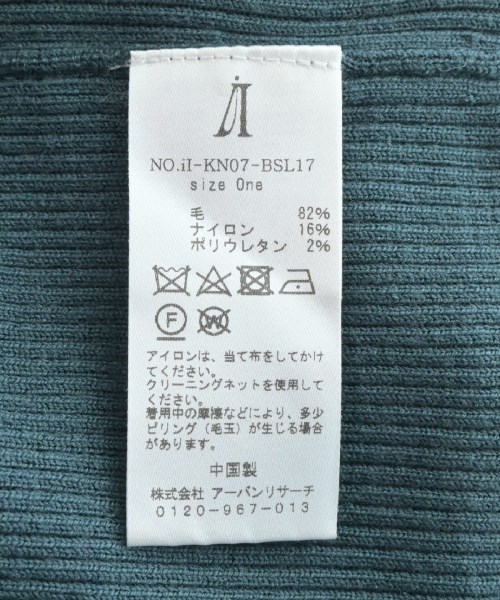 NO.iI-KN07-BSL17
size One
毛 82%
ナイロン 16%
ポリウレタン 2%
F
W
アイロンは、当て布をしてかけ
てください。
クリーニングネットを使用して
ください。
着用中の摩擦などにより、多少
ピリング（毛玉）が生じる場合
があります。
中国製
株式会社 アーバンリサーチ
0120-967-013